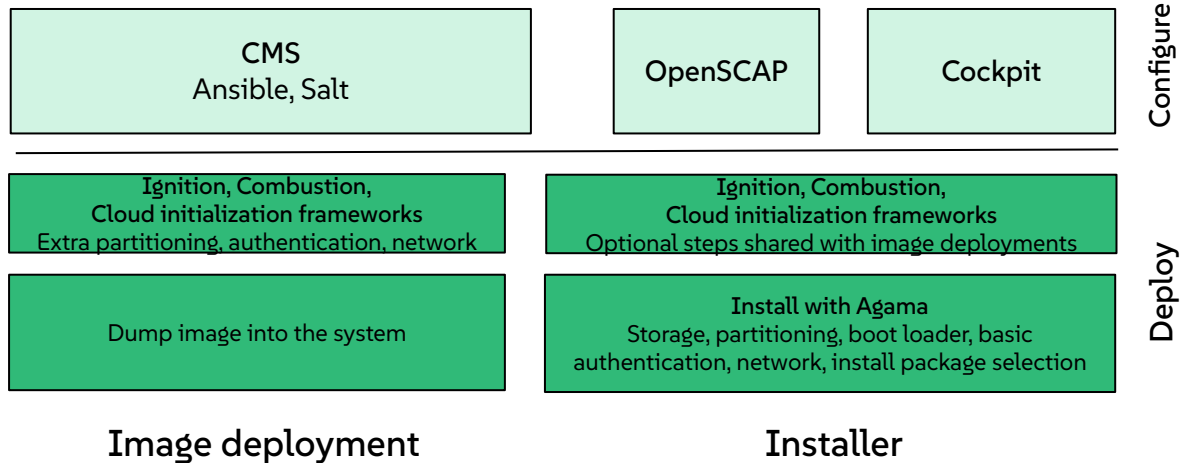 CMS
Ansible, Salt
OpenSCAP
Cockpit
Configure
Ignition, Combustion,
Cloud initialization frameworks
Extra partitioning, authentication, network
Ignition, Combustion,
Cloud initialization frameworks
Optional steps shared with image deployments
Dump image into the system
Install with Agama
Storage, partitioning, boot loader, basic
authentication, network, install package selection
Deploy
Image deployment
Installer